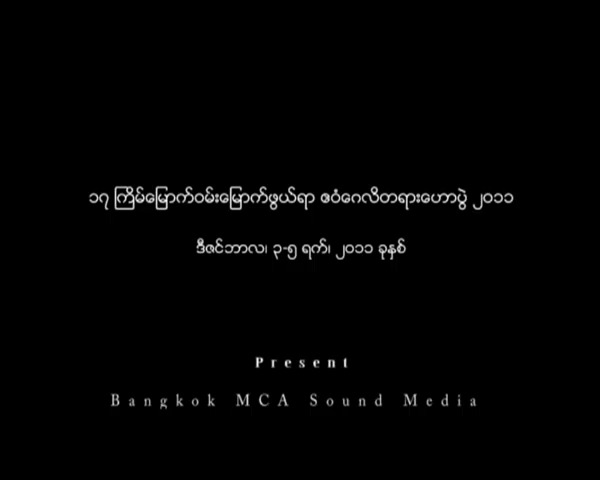 ၁၇ ကြိမ်မြောက်ဝမ်းမြောက်ဖွယ်ရာ ဧဝံဂေလိတရားဟောပွဲ ၂၀၁၁
ဒီဇင်ဘာလ၊ ၃-၅ ရက်၊ ၂၀၁၁ ခုနှစ်
Present
Bangkok MCA Sound Media